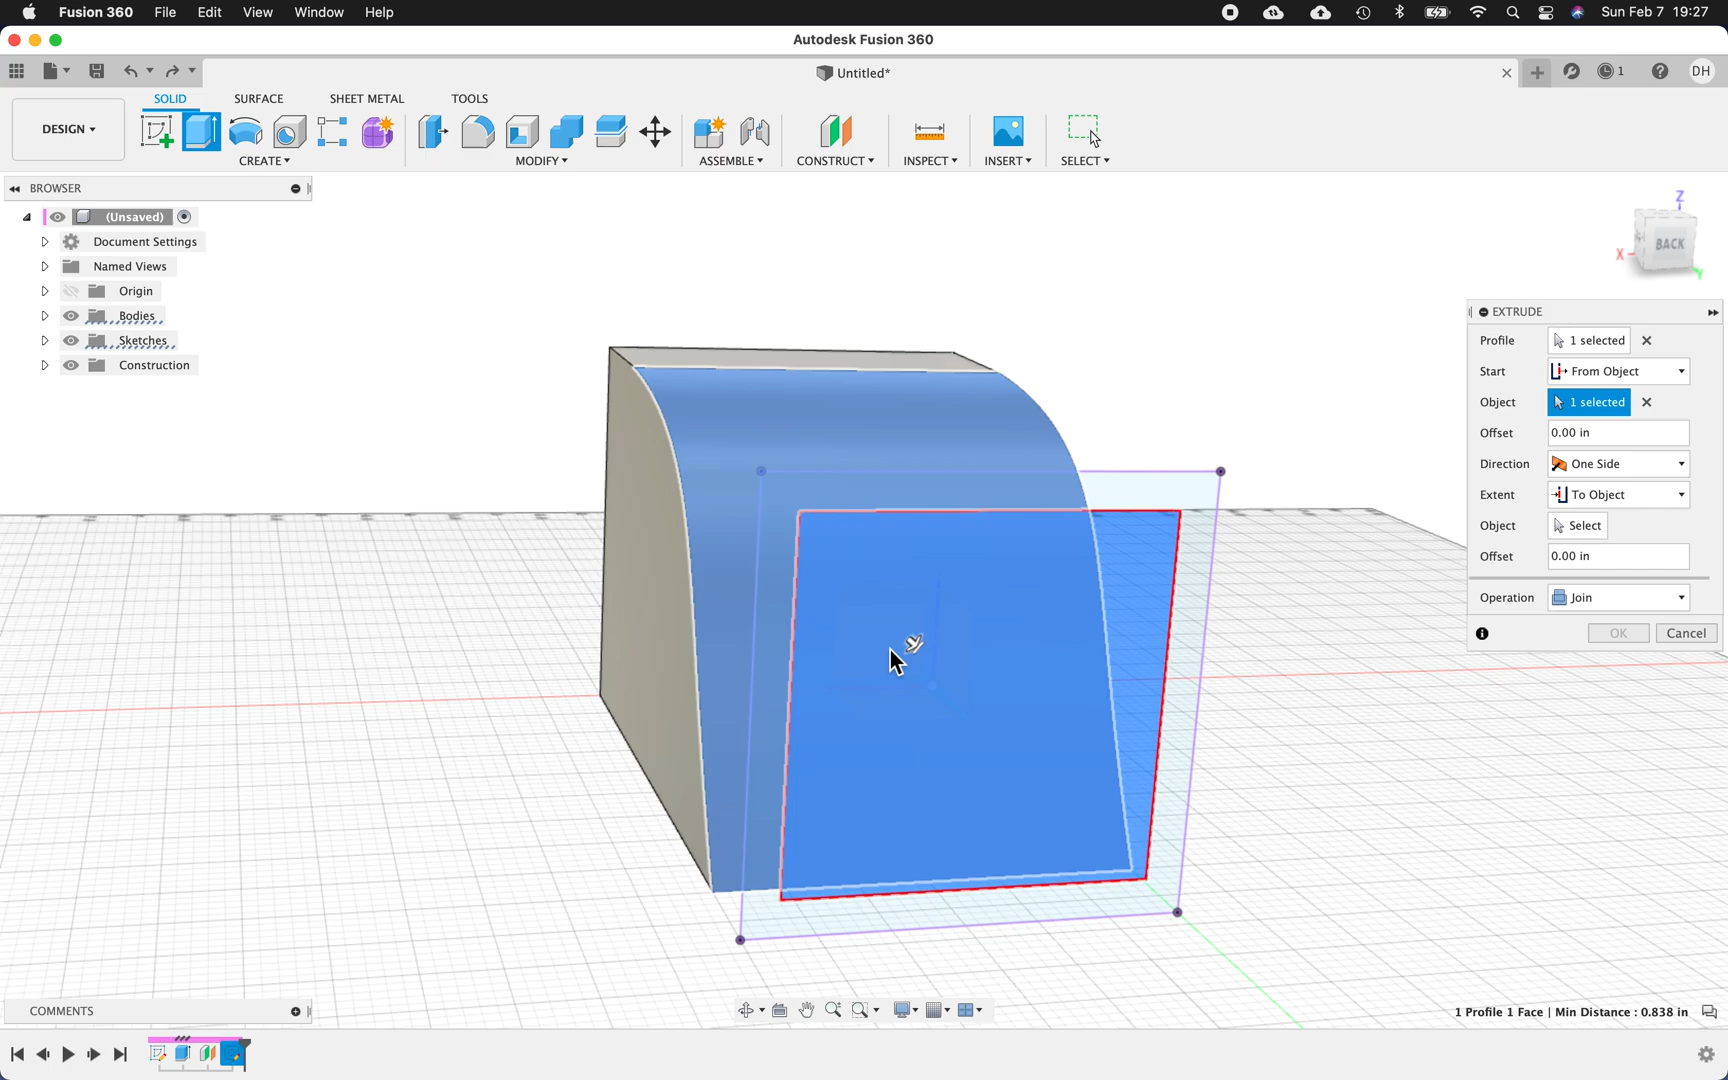 Fusion 360 File Edit View Window Help
Sun Feb 7 19:27
Autodesk Fusion 360
Untitled*
1
DH
SOLID SURFACE SHEET METAL TOOLS
DESIGN
CREATE MODIFY ASSEMBLE CONSTRUCT INSPECT INSERT SELECT
BROWSER
(Unsaved)
Document Settings
Named Views
Origin
Bodies
Sketches
Construction
Z
X
BACK
Y
EXTRUDE
Profile 1 selected
Start From Object
Object 1 selected
Offset 0.00 in
Direction One Side
Extent To Object
Object Select
Offset 0.00 in
Operation Join
OK Cancel
COMMENTS
1 Profile 1 Face | Min Distance : 0.838 in